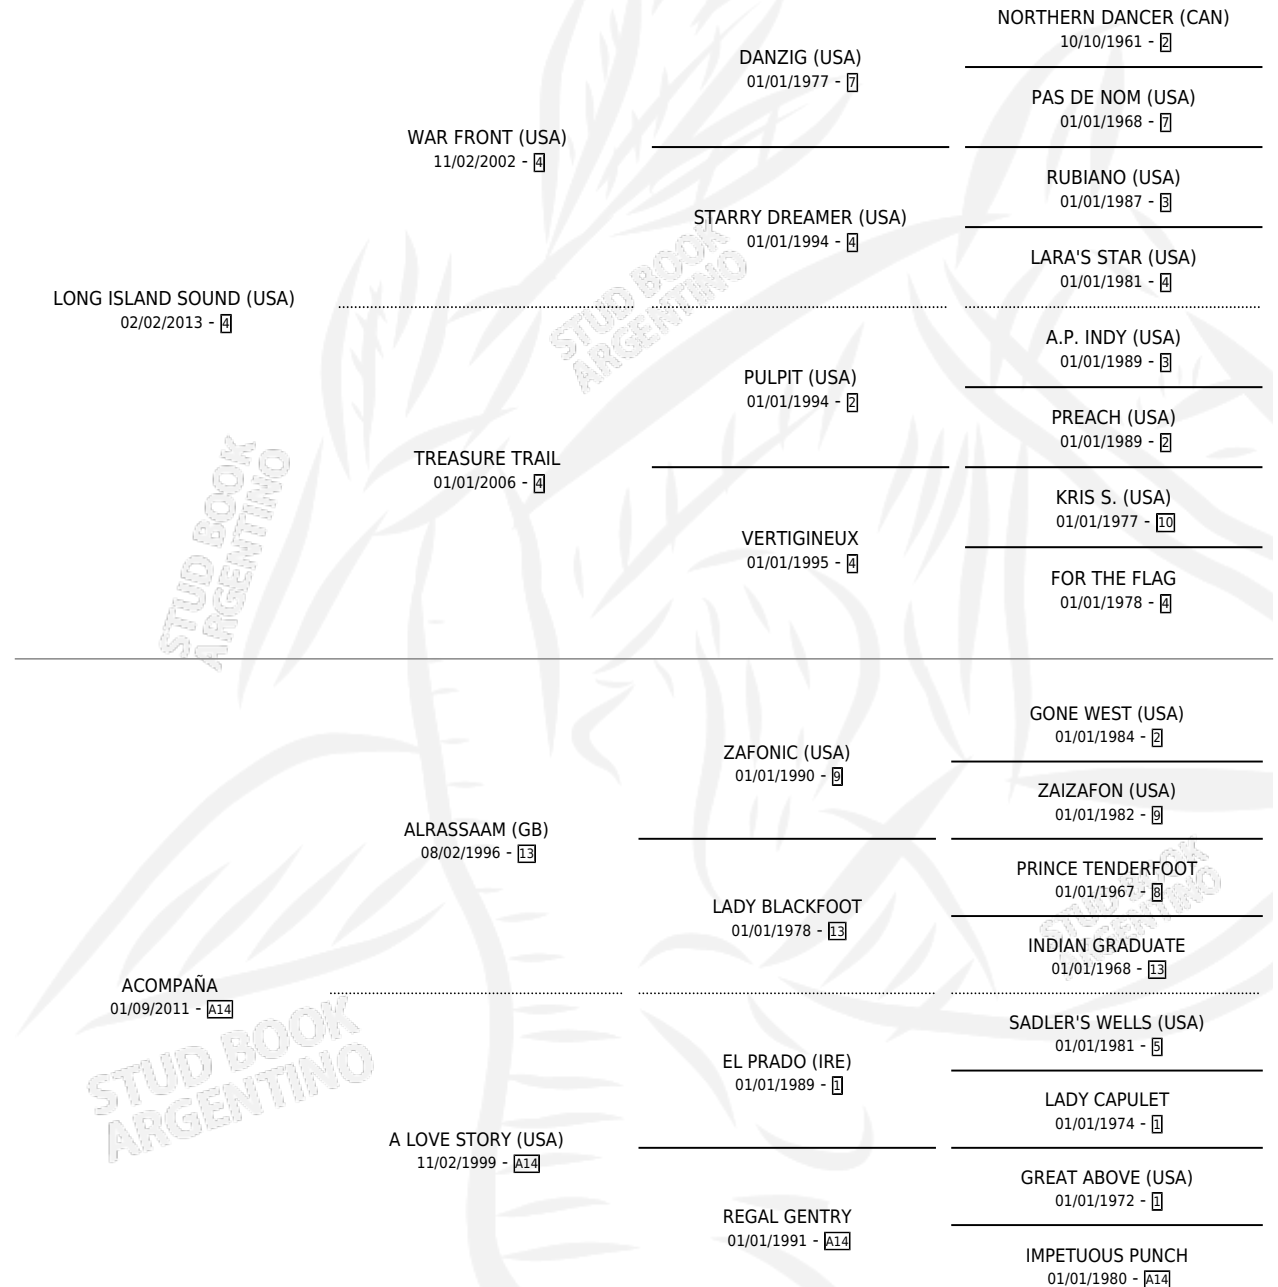 NORTHERN DANCER (CAN)
10/10/1961 - 2
DANZIG (USA)
01/01/1977 - 7
PAS DE NOM (USA)
01/01/1968 - 7
WAR FRONT (USA)
11/02/2002 - 4
RUBIANO (USA)
01/01/1987 - 3
STARRY DREAMER (USA)
01/01/1994 - 4
LARA'S STAR (USA)
01/01/1981 - 4
LONG ISLAND SOUND (USA)
02/02/2013 - 4
A.P. INDY (USA)
01/01/1989 - 3
PULPIT (USA)
01/01/1994 - 2
PREACH (USA)
01/01/1989 - 2
TREASURE TRAIL
01/01/2006 - 4
KRIS S. (USA)
01/01/1977 - 10
VERTIGINEUX
01/01/1995 - 4
FOR THE FLAG
01/01/1978 - 4
GONE WEST (USA)
01/01/1984 - 2
ZAFONIC (USA)
01/01/1990 - 9
ZAIZAFON (USA)
01/01/1982 - 9
ALRASSAAM (GB)
08/02/1996 - 13
PRINCE TENDERFOOT
01/01/1967 - 8
LADY BLACKFOOT
01/01/1978 - 13
INDIAN GRADUATE
01/01/1968 - 13
ACOMPAÑA
01/09/2011 - A14
SADLER'S WELLS (USA)
01/01/1981 - 5
EL PRADO (IRE)
01/01/1989 - 1
LADY CAPULET
01/01/1974 - 1
A LOVE STORY (USA)
11/02/1999 - A14
GREAT ABOVE (USA)
01/01/1972 - 1
REGAL GENTRY
01/01/1991 - A14
IMPETUOUS PUNCH
01/01/1980 - A14
STUD BOOK
ARGENTINO
STUD BOOK
ARGENTINO
STUD BOOK
ARGENTINO
STUD BOOK
ARGENTINO